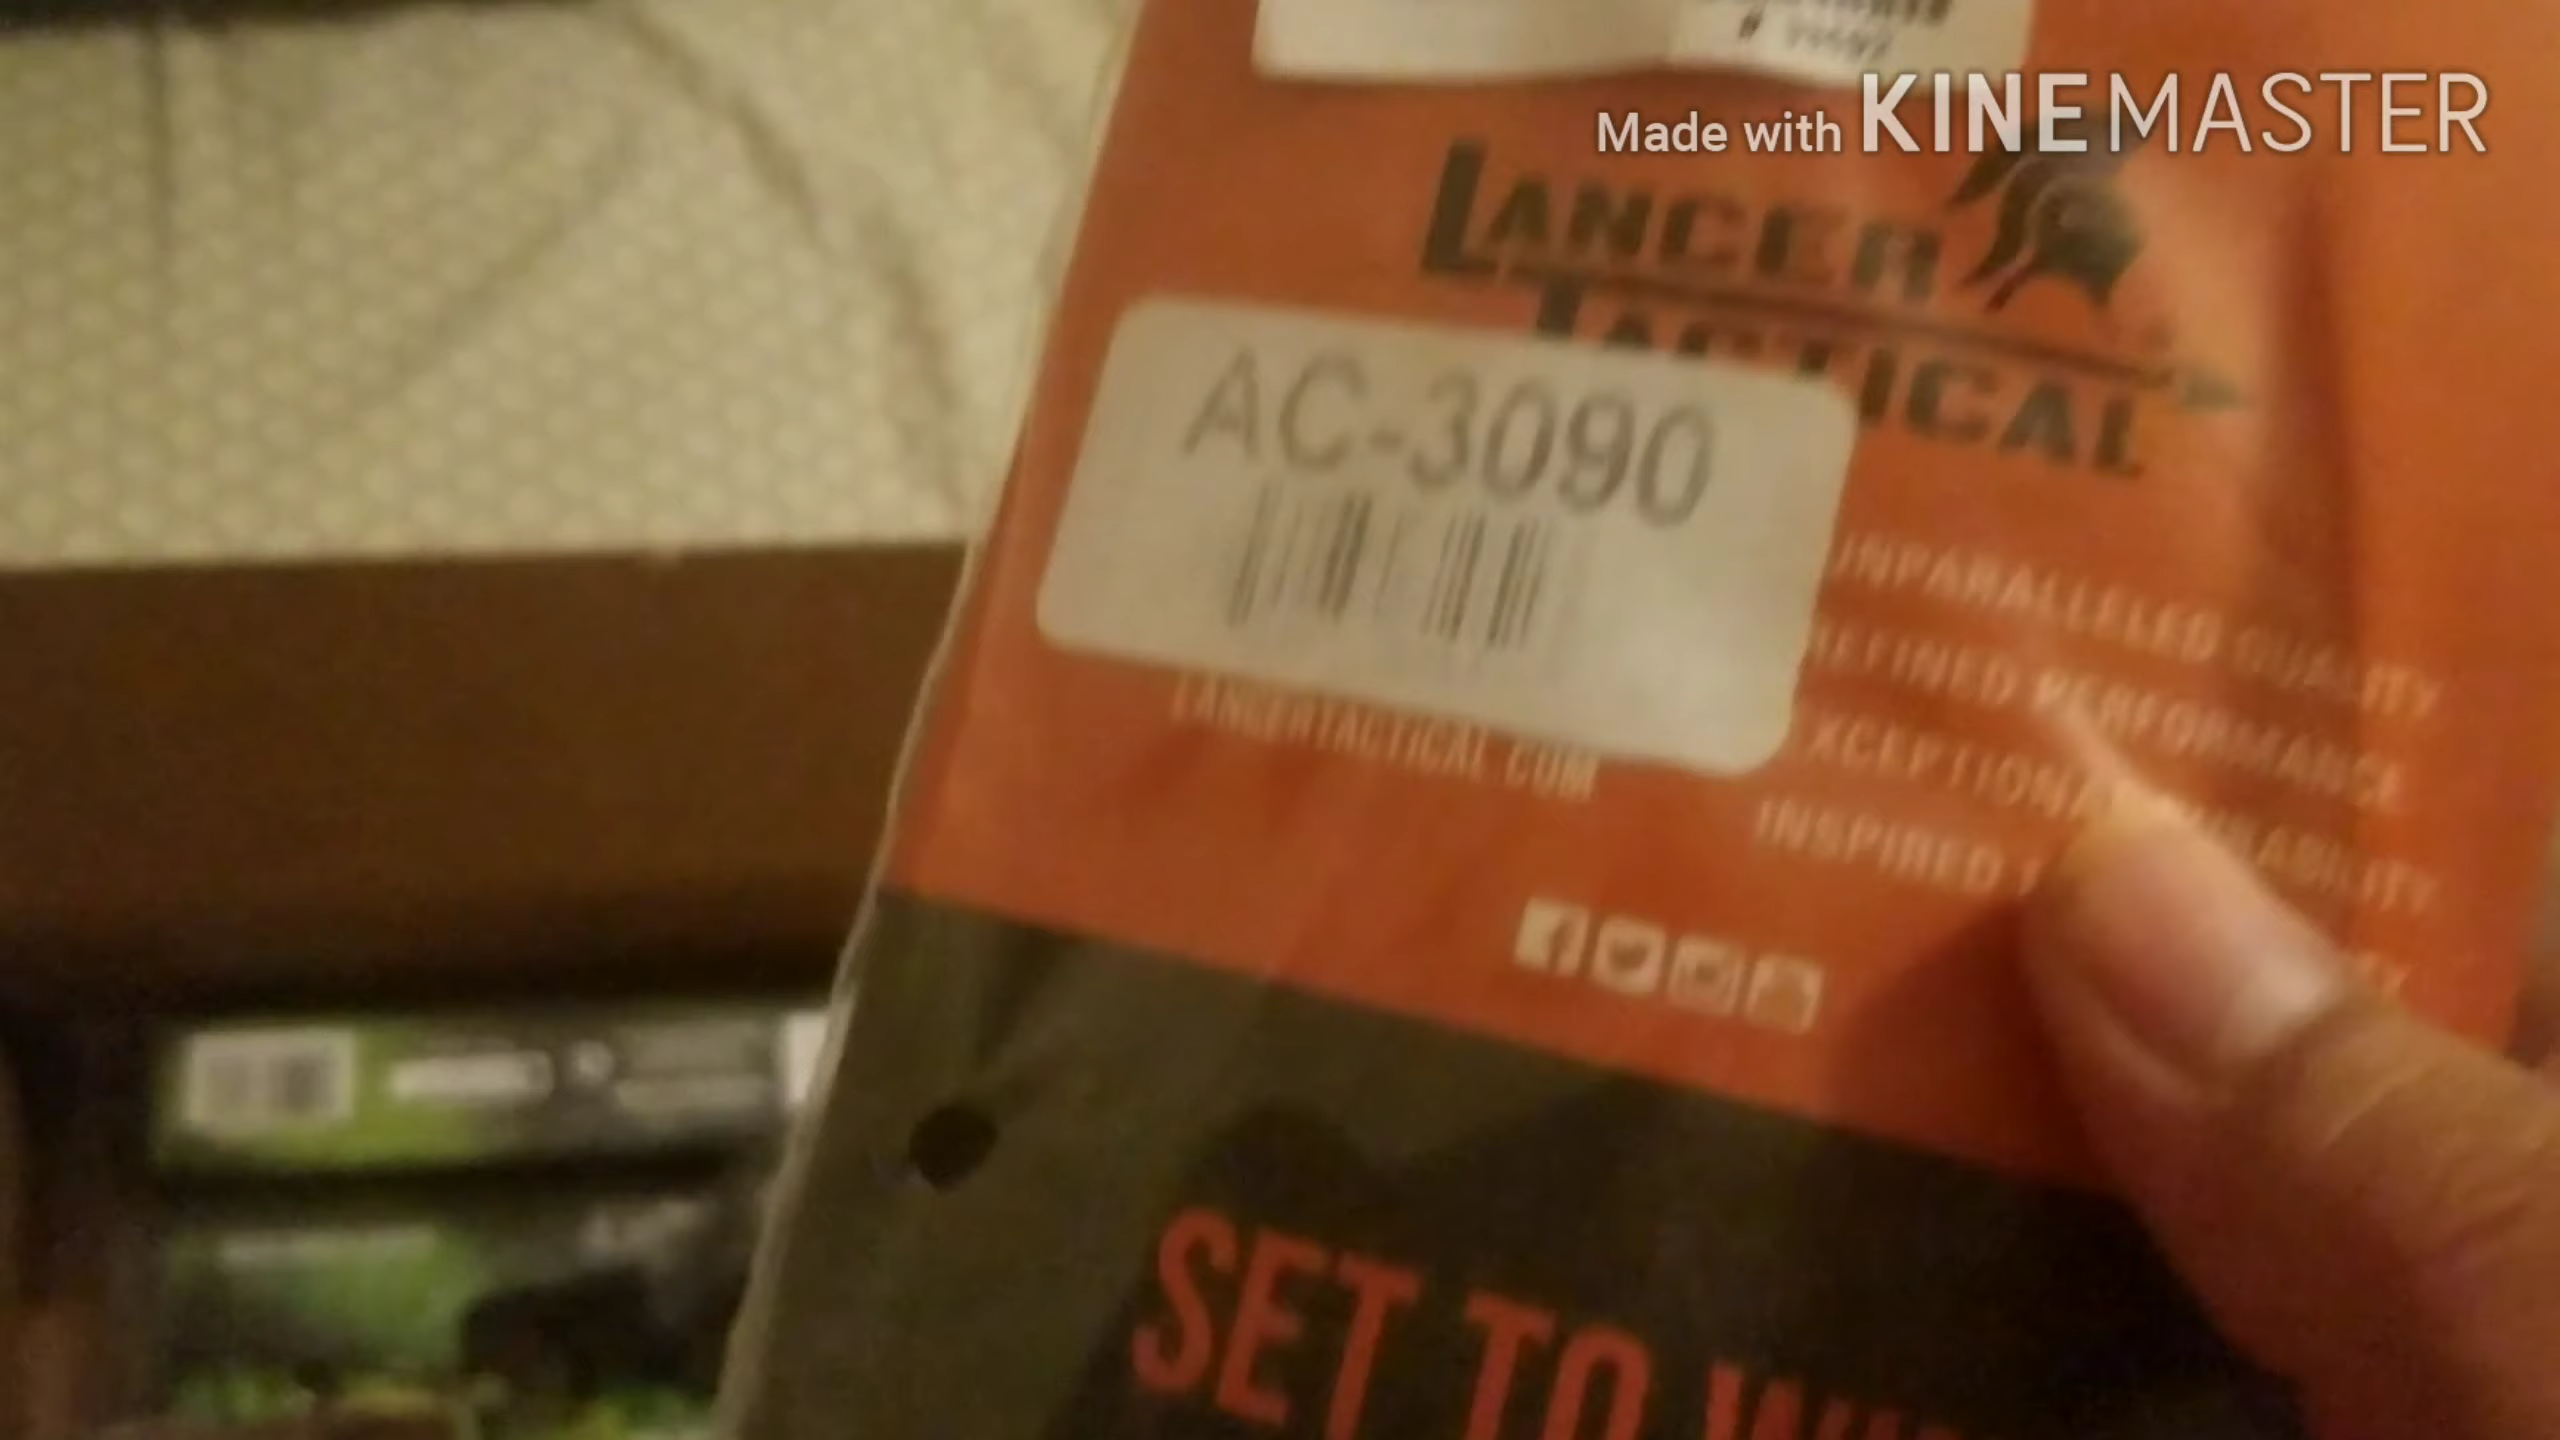 Made with KINEMASTER
LANCER
TACTICAL
AC-3090
UNPARALLELED QUALITY
REFINED PERFORMANCE
LANCERTACTICAL.COM
INSPIRED
SET TO